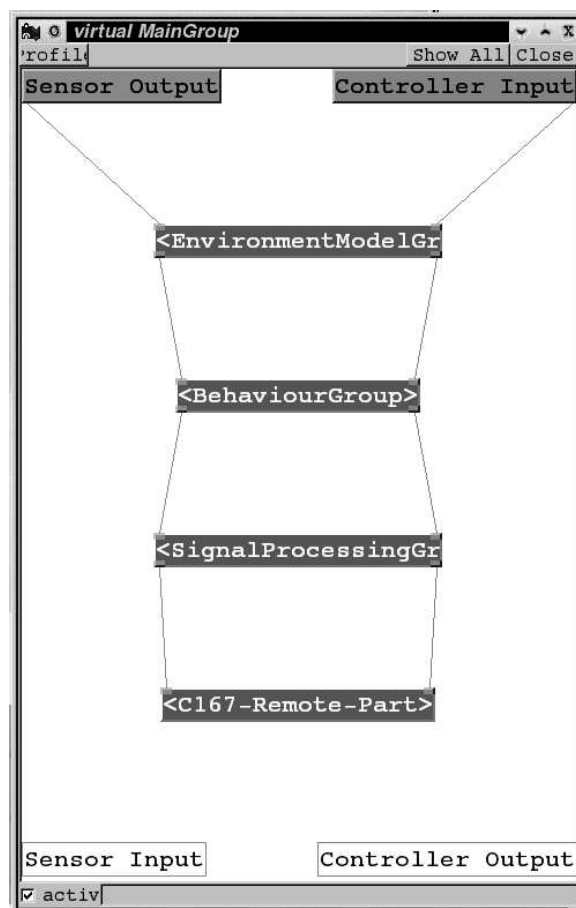 virtual MainGroup
Profile Show All Close
Sensor Output Controller Input
<EnvironmentModelGr
<BehaviourGroup>
<SignalProcessingGr
<C167-Remote-Part>
Sensor Input Controller Output
activ